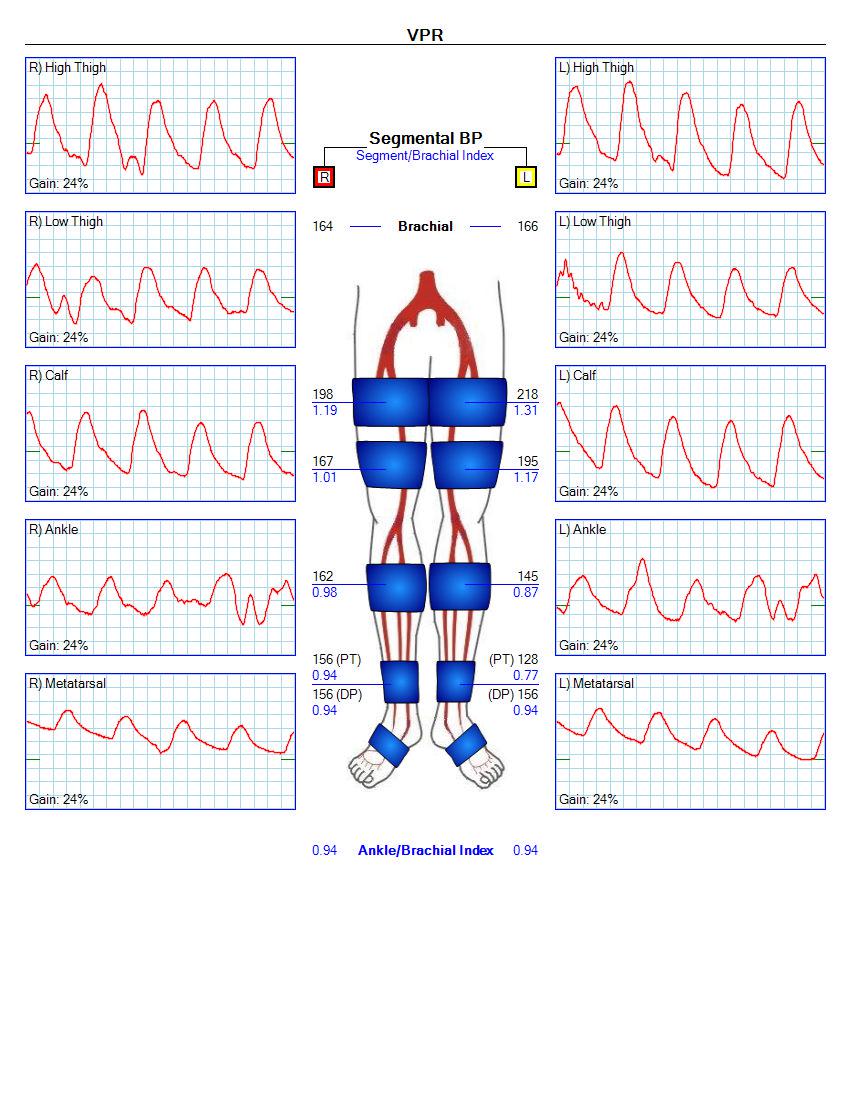 VPR
R) High Thigh
Gain: 24%
L) High Thigh
Gain: 24%
Segmental BP
Segment/Brachial Index
R
L
164 Brachial 166
R) Low Thigh
Gain: 24%
L) Low Thigh
Gain: 24%
R) Calf
Gain: 24%
L) Calf
Gain: 24%
198 218
1.19 1.31
167 195
1.01 1.17
R) Ankle
Gain: 24%
L) Ankle
Gain: 24%
162 145
0.98 0.87
156 (PT) (PT) 128
0.94 0.77
156 (DP) (DP) 156
0.94 0.94
R) Metatarsal
Gain: 24%
L) Metatarsal
Gain: 24%
0.94 Ankle/Brachial Index 0.94